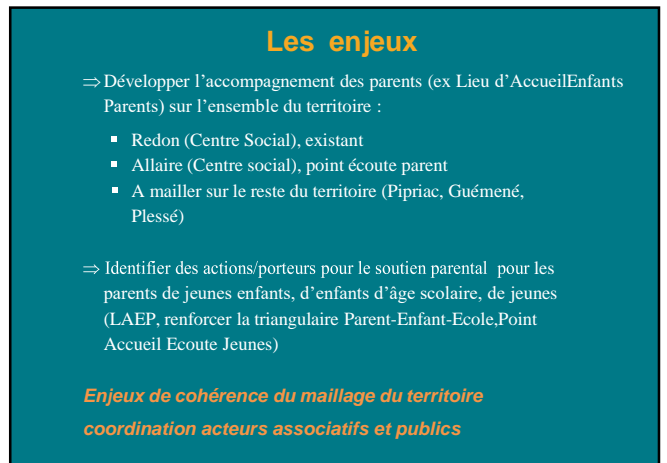 Les enjeux
⇒ Développer l’accompagnement des parents (ex Lieu d’AccueilEnfants
Parents) sur l’ensemble du territoire :
▪ Redon (Centre Social), existant
▪ Allaire (Centre social), point écoute parent
▪ A mailler sur le reste du territoire (Pipriac, Guémené,
Plessé)
⇒ Identifier des actions/porteurs pour le soutien parental pour les
parents de jeunes enfants, d’enfants d’âge scolaire, de jeunes
(LAEP, renforcer la triangulaire Parent-Enfant-Ecole,Point
Accueil Ecoute Jeunes)
Enjeux de cohérence du maillage du territoire
coordination acteurs associatifs et publics